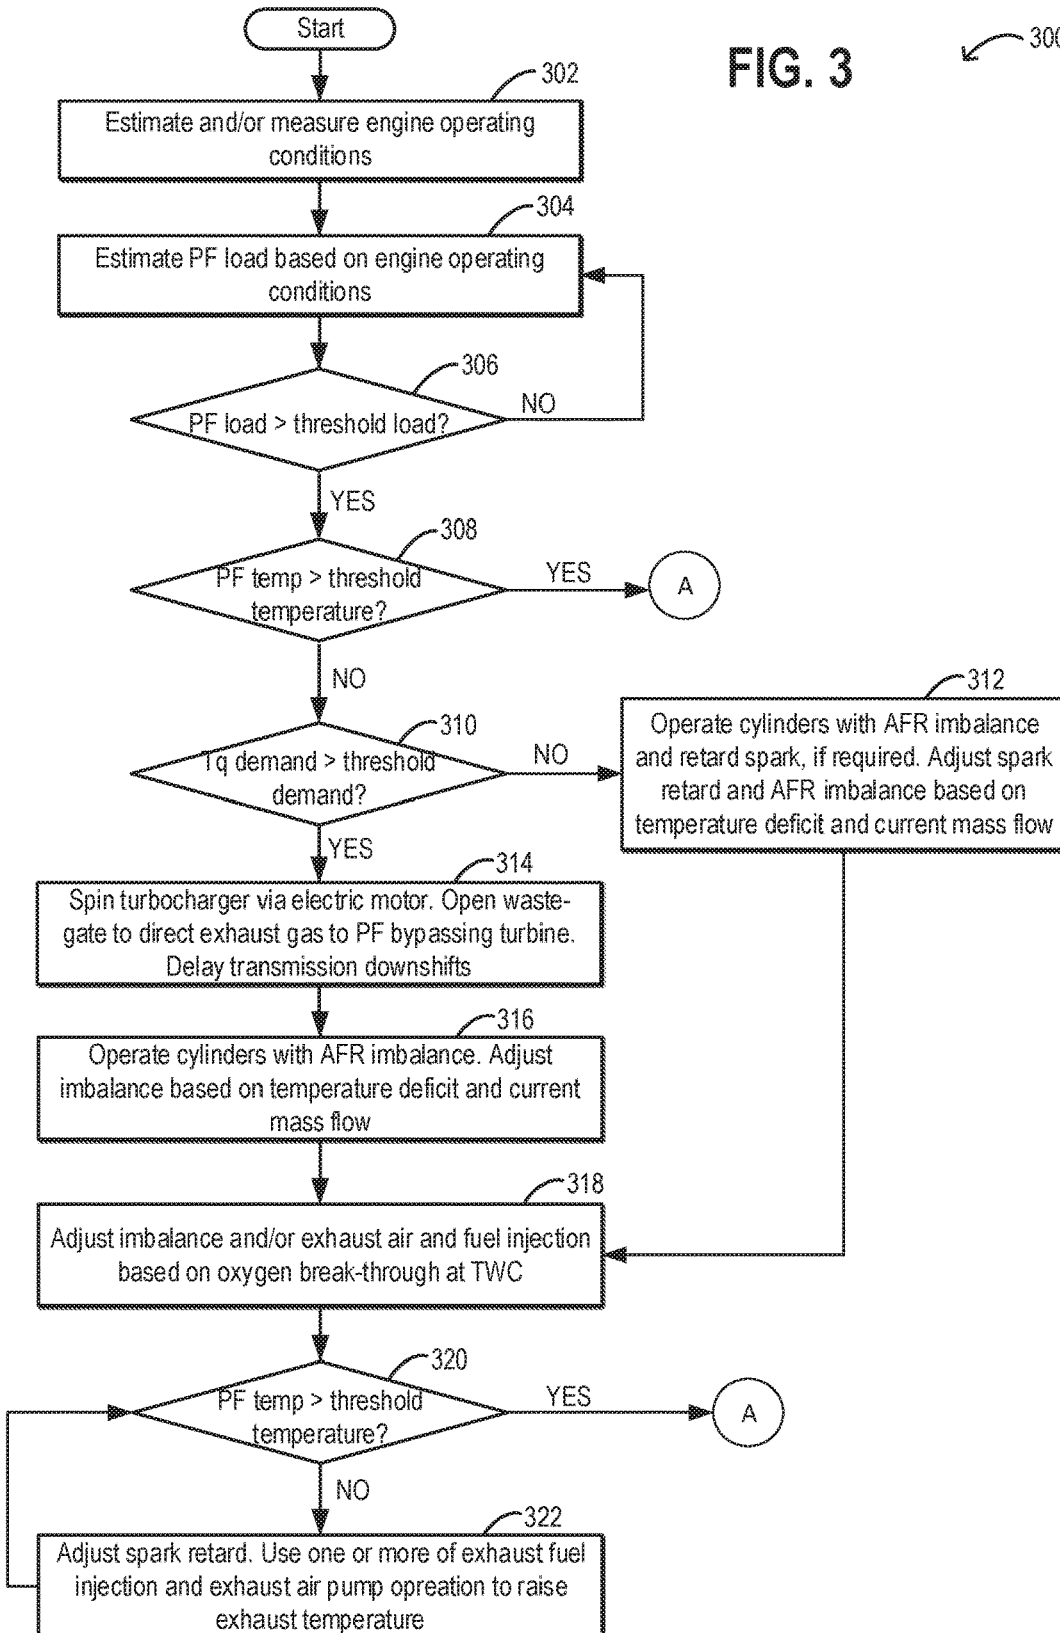 Start
FIG. 3
300
302
Estimate and/or measure engine operating
conditions
304
Estimate PF load based on engine operating
conditions
306
PF load > threshold load?
NO
YES
308
PF temp > threshold
temperature?
YES
A
NO
310
Tq demand > threshold
demand?
NO
312
Operate cylinders with AFR imbalance
and retard spark, if required. Adjust spark
retard and AFR imbalance based on
temperature deficit and current mass flow
YES
314
Spin turbocharger via electric motor. Open waste-
gate to direct exhaust gas to PF bypassing turbine.
Delay transmission downshifts
316
Operate cylinders with AFR imbalance. Adjust
imbalance based on temperature deficit and current
mass flow
318
Adjust imbalance and/or exhaust air and fuel injection
based on oxygen break-through at TWC
320
PF temp > threshold
temperature?
YES
A
NO
322
Adjust spark retard. Use one or more of exhaust fuel
injection and exhaust air pump opreation to raise
exhaust temperature